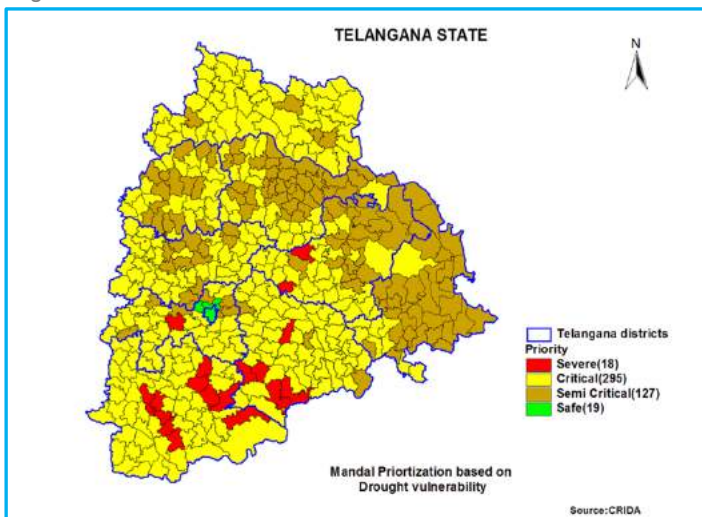 TELANGANA STATE
N
Telangana districts
Priority
Severe(18)
Critical(295)
Semi Critical(127)
Safe(19)
Mandal Priortization based on
Drought vulnerability
Source:CRIDA